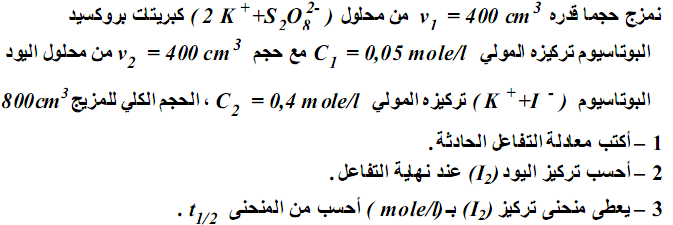 نمزج حجما قدره v₁ = 400 cm³ من محلول ( 2 K⁺+S₂O₈²⁻ ) كبريتات بروكسيد
البوتاسيوم تركيزه المولي C₁ = 0,05 mole/l مع حجم v₂ = 400 cm³ من محلول اليود
البوتاسيوم ( K⁺+I⁻ ) تركيزه المولي C₂ = 0,4 mole/l ، الحجم الكلي للمزيج 800cm³
1 – أكتب معادلة التفاعل الحادثة.
2 – أحسب تركيز اليود (I₂) عند نهاية التفاعل.
3 – يعطى منحنى تركيز (I₂) بـ (mole/l ) أحسب من المنحنى t₁/₂ .